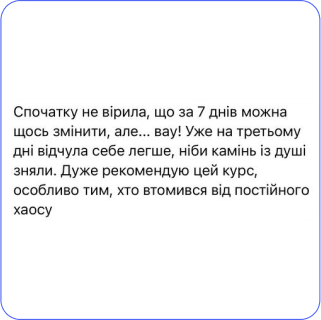 Спочатку не вірила, що за 7 днів можна
щось змінити, але... вау! Уже на третьому
дні відчула себе легше, ніби камінь із душі
зняли. Дуже рекомендую цей курс,
особливо тим, хто втомився від постійного
хаосу